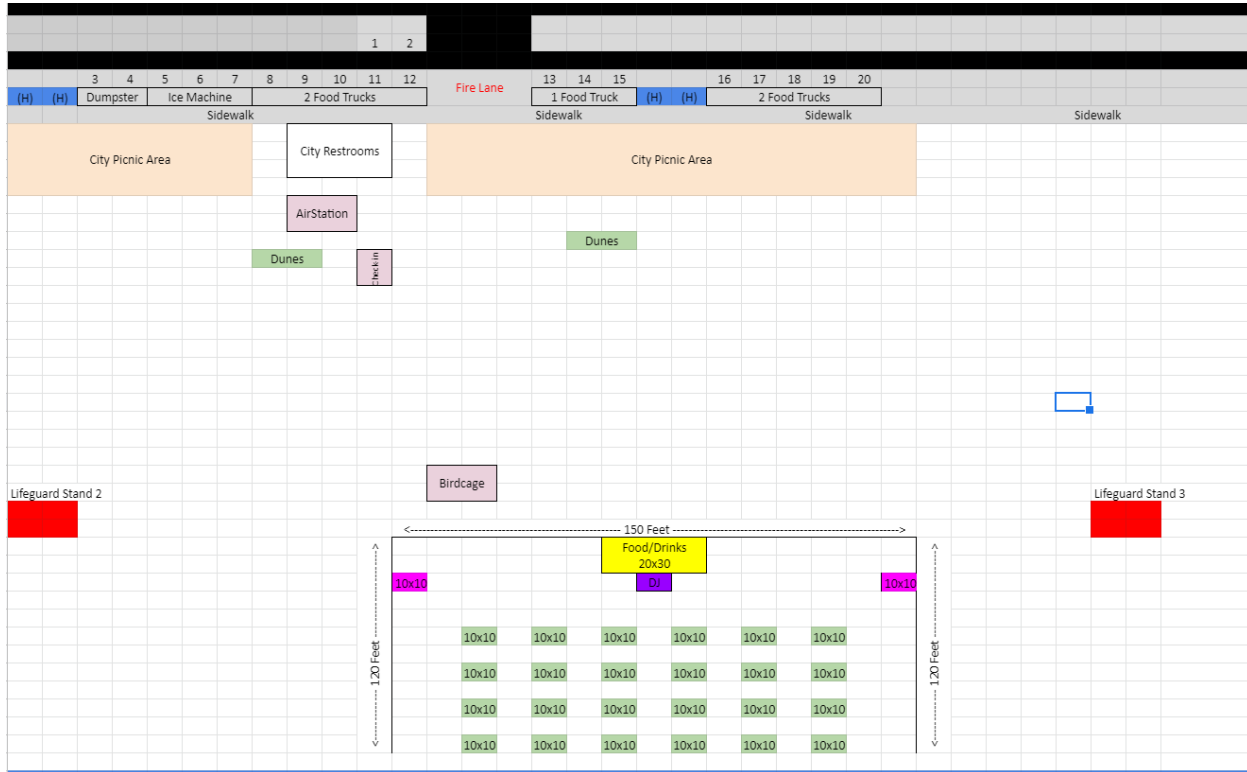 1 2
3 4 5 6 7 8 9 10 11 12 13 14 15 16 17 18 19 20
Fire Lane
(H) (H) Dumpster Ice Machine 2 Food Trucks 1 Food Truck (H) (H) 2 Food Trucks
Sidewalk Sidewalk Sidewalk Sidewalk
City Restrooms
City Picnic Area City Picnic Area
AirStation
Dunes
Dunes
Check-in
Birdcage
Lifeguard Stand 2 Lifeguard Stand 3
<---------------------------------------- 150 Feet ------------------------------------------>
Food/Drinks
20x30
10x10 DJ 10x10
<------ 120 Feet ------------->
<------ 120 Feet ------------->
10x10 10x10 10x10 10x10 10x10 10x10
10x10 10x10 10x10 10x10 10x10 10x10
10x10 10x10 10x10 10x10 10x10 10x10
10x10 10x10 10x10 10x10 10x10 10x10